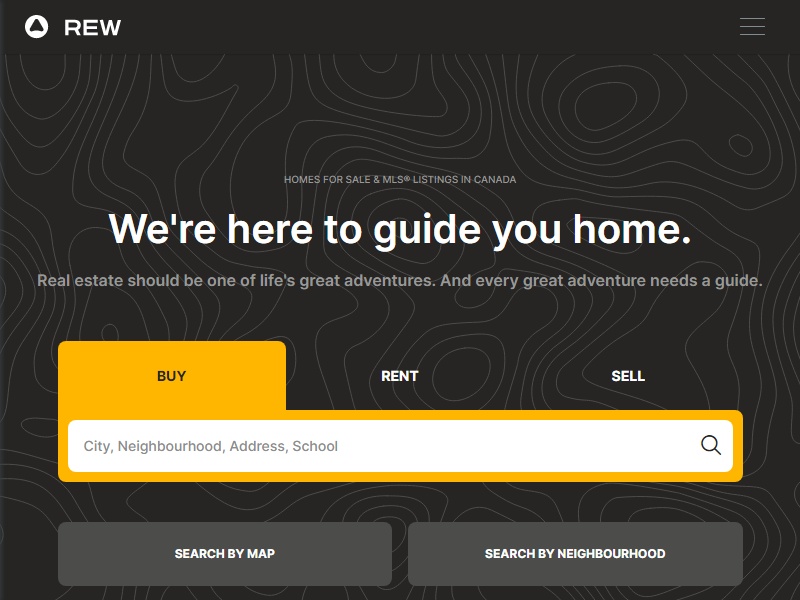 REW
HOMES FOR SALE & MLS® LISTINGS IN CANADA
We're here to guide you home.
Real estate should be one of life's great adventures. And every great adventure needs a guide.
BUY
RENT
SELL
City, Neighbourhood, Address, School
SEARCH BY MAP
SEARCH BY NEIGHBOURHOOD